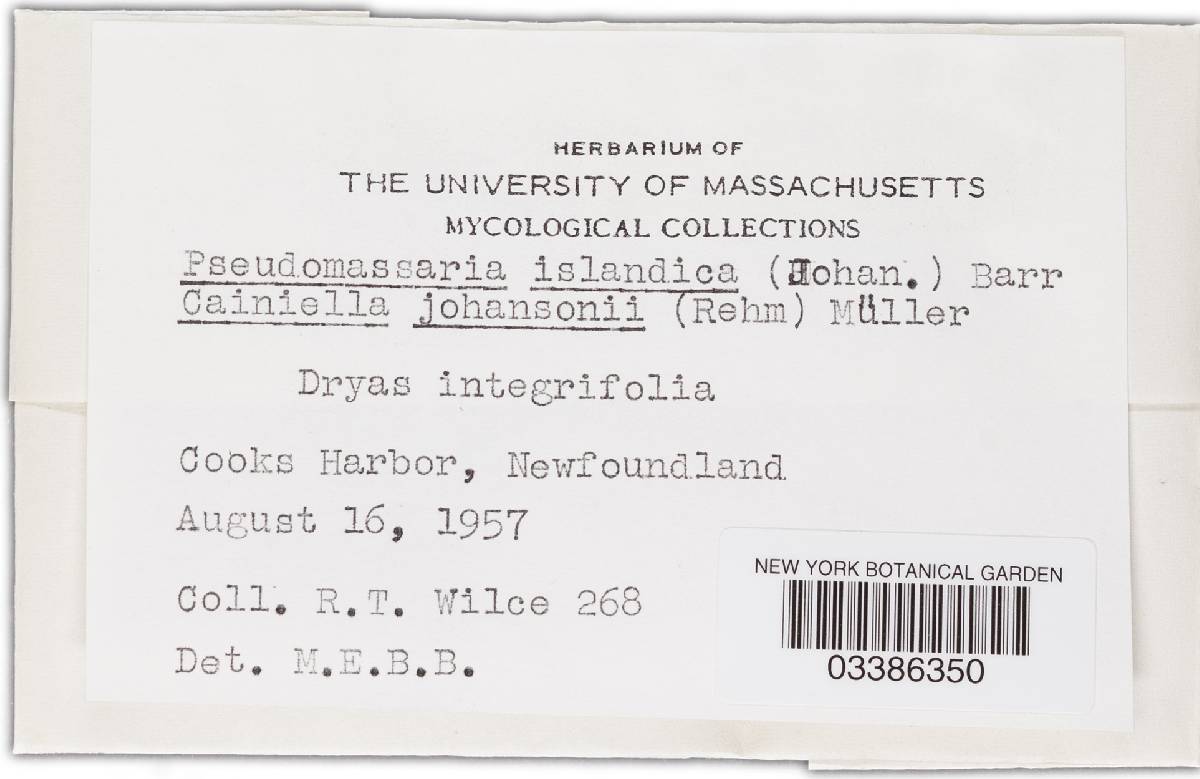 HERBARIUM OF
THE UNIVERSITY OF MASSACHUSETTS
MYCOLOGICAL COLLECTIONS
Pseudomassaria islandica (Johan.) Barr
Cainiella johansonii (Rehm) Müller
Dryas integrifolia
Cooks Harbor, Newfoundland
August 16, 1957
Coll. R.T. Wilce 268
Det. M.E.B.B.
NEW YORK BOTANICAL GARDEN
03386350